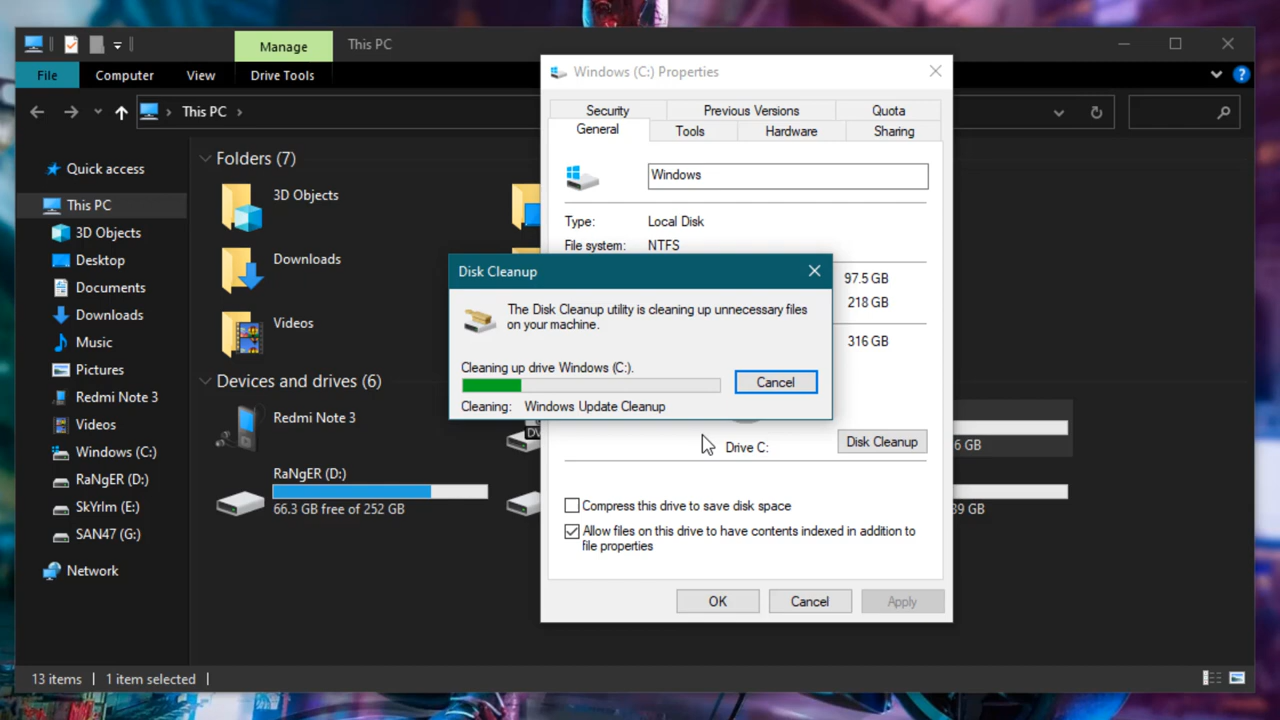 Manage
This PC
File
Computer
View
Drive Tools
This PC
Quick access
This PC
3D Objects
Desktop
Documents
Downloads
Music
Pictures
Redmi Note 3
Videos
Windows (C:)
RaNgER (D:)
SkYrIm (E:)
SAN47 (G:)
Network
Folders (7)
3D Objects
Downloads
Videos
Devices and drives (6)
Redmi Note 3
RaNgER (D:)
66.3 GB free of 252 GB
DV
6 GB
39 GB
Windows (C:) Properties
Security
Previous Versions
Quota
General
Tools
Hardware
Sharing
Windows
Type:
Local Disk
File system:
NTFS
97.5 GB
218 GB
316 GB
Disk Cleanup
The Disk Cleanup utility is cleaning up unnecessary files
on your machine.
Cleaning up drive Windows (C:).
Cancel
Cleaning: Windows Update Cleanup
Drive C:
Disk Cleanup
Compress this drive to save disk space
Allow files on this drive to have contents indexed in addition to
file properties
OK
Cancel
Apply
13 items
1 item selected